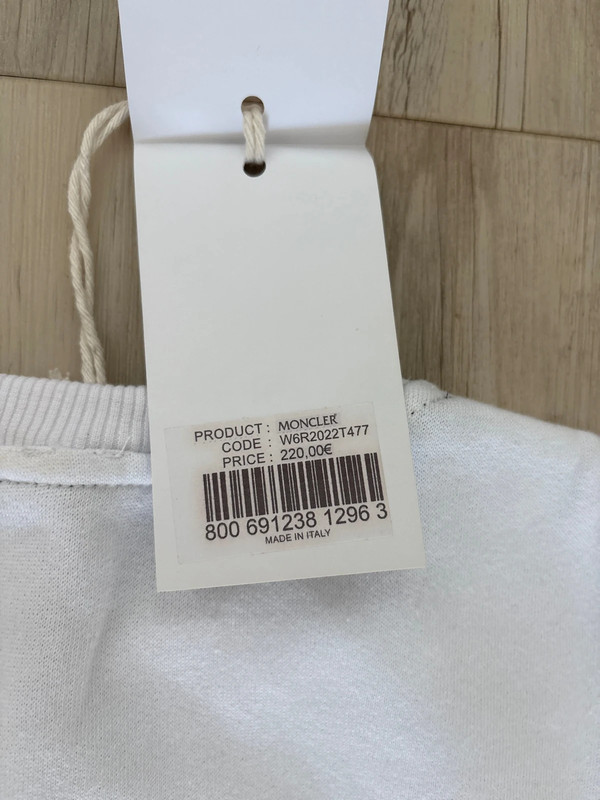 PRODUCT : MONCLER
CODE : W6R2022T477
PRICE : 220,00€
800 691238 1296 3
MADE IN ITALY